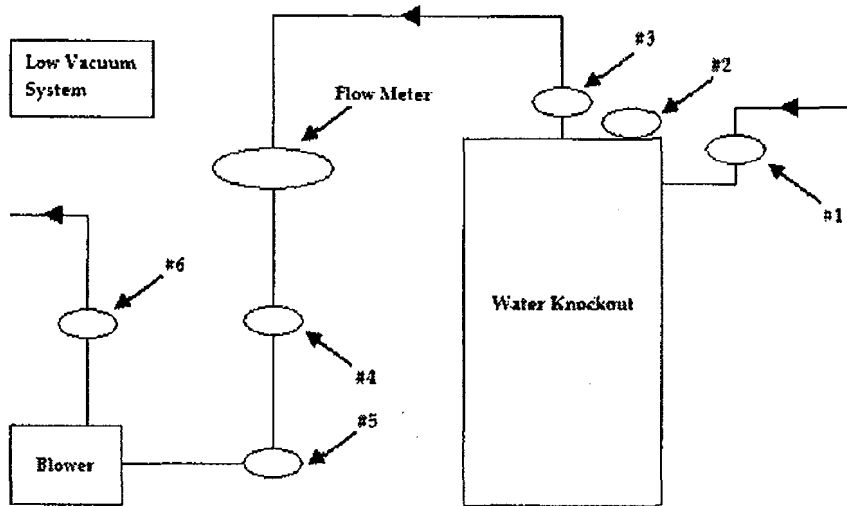 Low Vacuum
System
#3
#2
Flow Meter
#1
#6
Water Knockout
#4
#5
Blower